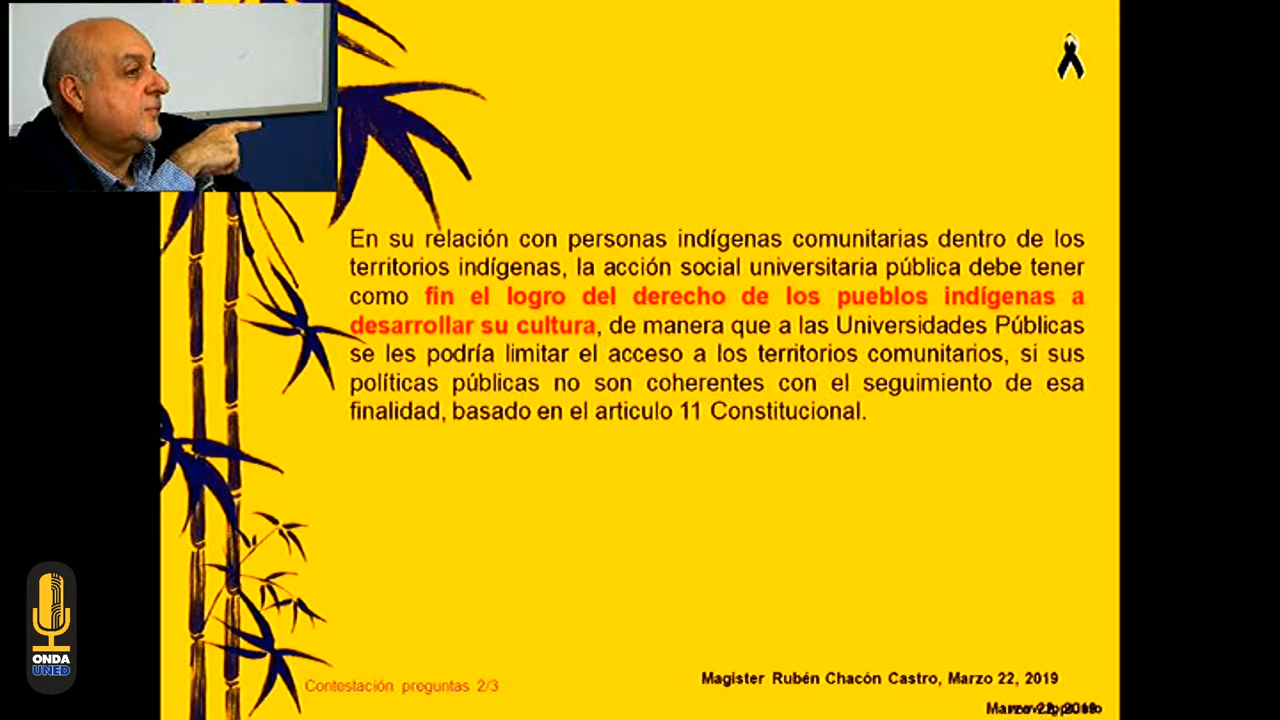 En su relación con personas indígenas comunitarias dentro de los
territorios indígenas, la acción social universitaria pública debe tener
como fin el logro del derecho de los pueblos indígenas a
desarrollar su cultura, de manera que a las Universidades Públicas
se les podría limitar el acceso a los territorios comunitarios, si sus
políticas públicas no son coherentes con el seguimiento de esa
finalidad, basado en el articulo 11 Constitucional.
ONDA
UNED
Contestación preguntas 2/3
Magister Rubén Chacón Castro, Marzo 22, 2019